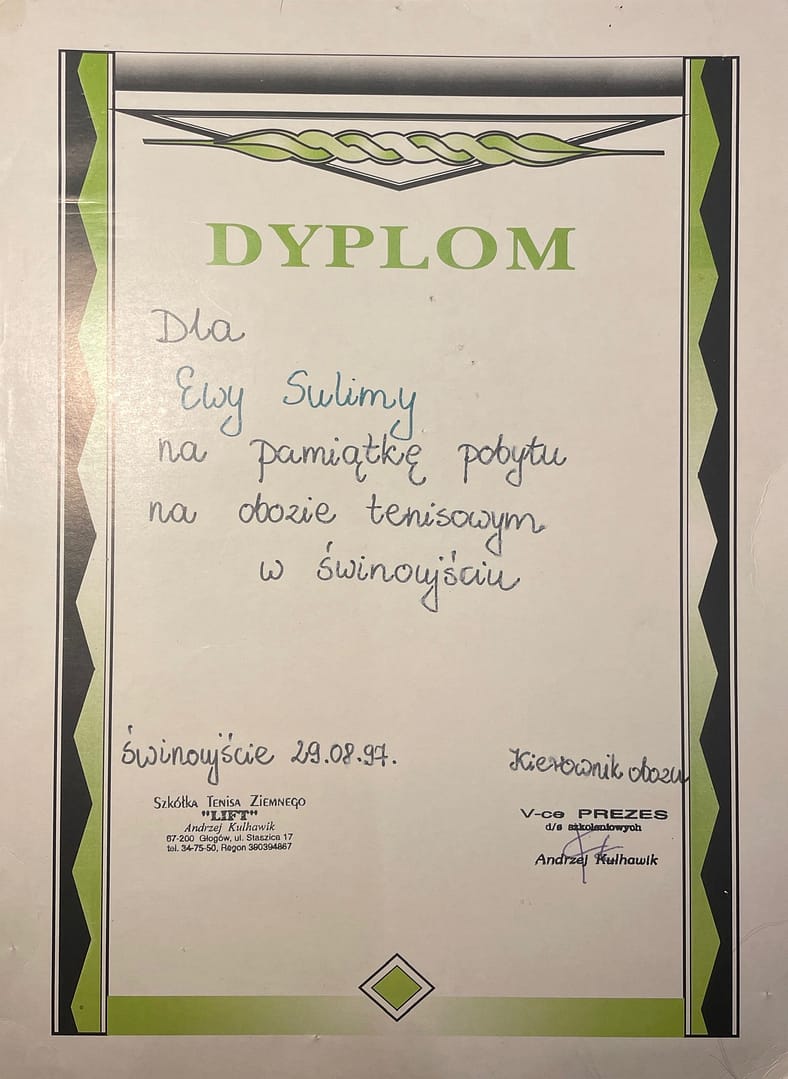 DYPLOM
Dla
Ewy Sulimy
na pamiątkę pobytu
na obozie tenisowym
w świnoujściu
świnoujście 29.08.97.
Kierownik obozu
Szkółka Tenisa Ziemnego
"LIFT"
Andrzej Kulhawik
67-200 Głogów, ul. Staszica 17
tel. 34-75-50, Regon 390394867
V-ce PREZES
d/s szkoleniowych
Andrzej Kulhawik